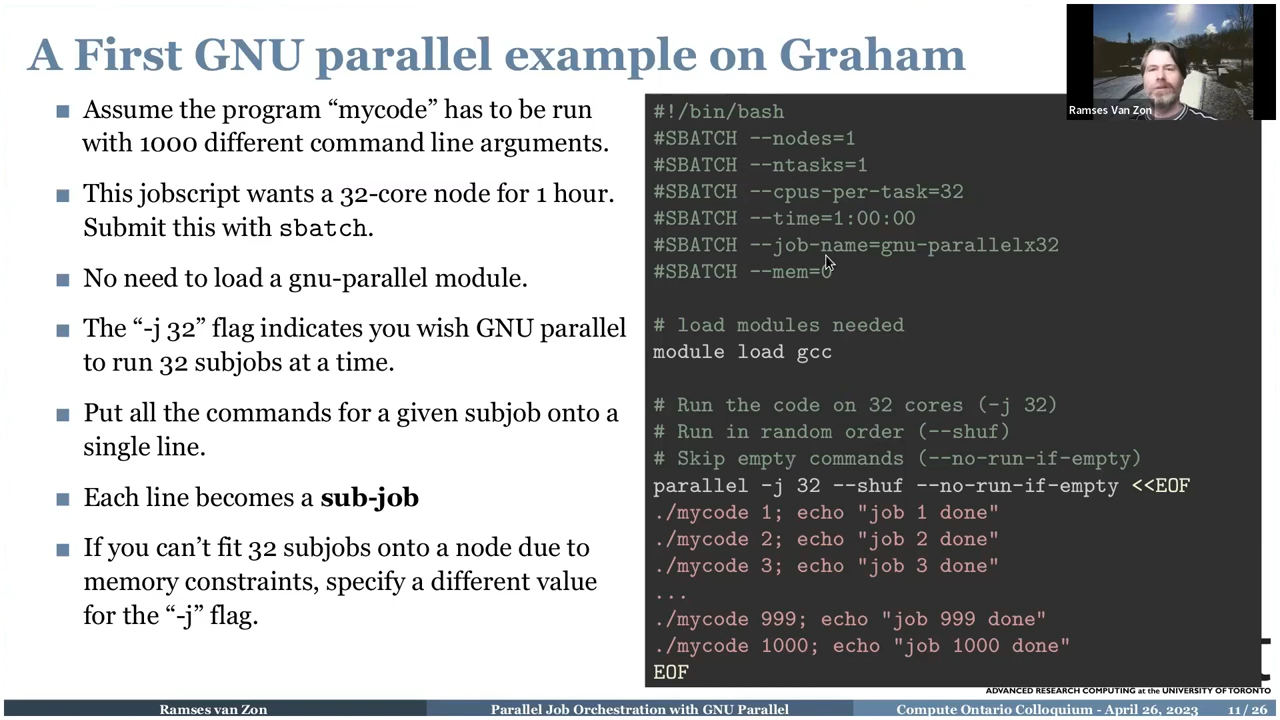 A First GNU parallel example on Graham
Assume the program “mycode” has to be run
with 1000 different command line arguments.
This jobscript wants a 32-core node for 1 hour.
Submit this with sbatch.
No need to load a gnu-parallel module.
The “-j 32” flag indicates you wish GNU parallel
to run 32 subjobs at a time.
Put all the commands for a given subjob onto a
single line.
Each line becomes a sub-job
If you can’t fit 32 subjobs onto a node due to
memory constraints, specify a different value
for the “-j” flag.
#!/bin/bash
#SBATCH --nodes=1
#SBATCH --ntasks=1
#SBATCH --cpus-per-task=32
#SBATCH --time=1:00:00
#SBATCH --job-name=gnu-parallelx32
#SBATCH --mem=0
# load modules needed
module load gcc
# Run the code on 32 cores (-j 32)
# Run in random order (--shuf)
# Skip empty commands (--no-run-if-empty)
parallel -j 32 --shuf --no-run-if-empty <<EOF
./mycode 1; echo "job 1 done"
./mycode 2; echo "job 2 done"
./mycode 3; echo "job 3 done"
...
./mycode 999; echo "job 999 done"
./mycode 1000; echo "job 1000 done"
EOF
Ramses Van Zon
ADVANCED RESEARCH COMPUTING at the UNIVERSITY OF TORONTO
Ramses van Zon
Parallel Job Orchestration with GNU Parallel
Compute Ontario Colloquium - April 26, 2023
11 / 26